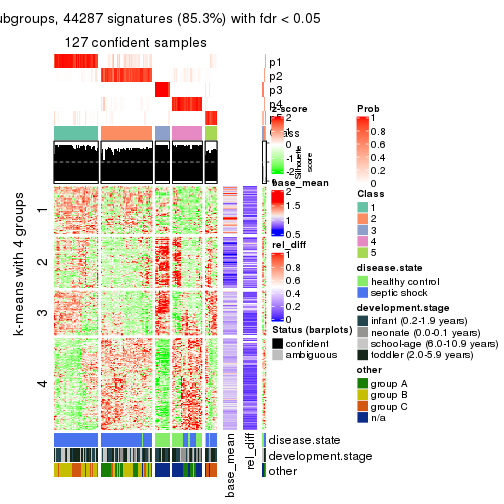 ubgroups, 44287 signatures (85.3%) with fdr < 0.05
127 confident samples
p1
p2
p3
p4
p5
Class
Silhouette
score
1
2
3
4
k-means with 4 groups
base_mean
rel_diff
disease.state
development.stage
other
z-score
2
1
0
-1
-2
base_mean
2
1.5
1
0.5
rel_diff
1
0.8
0.6
0.4
0.2
0
Status (barplots)
confident
ambiguous
Prob
1
0.8
0.6
0.4
0.2
0
Class
1
2
3
4
5
disease.state
healthy control
septic shock
development.stage
infant (0.2-1.9 years)
neonate (0.0-0.1 years)
school-age (6.0-10.9 years)
toddler (2.0-5.9 years)
other
group A
group B
group C
n/a